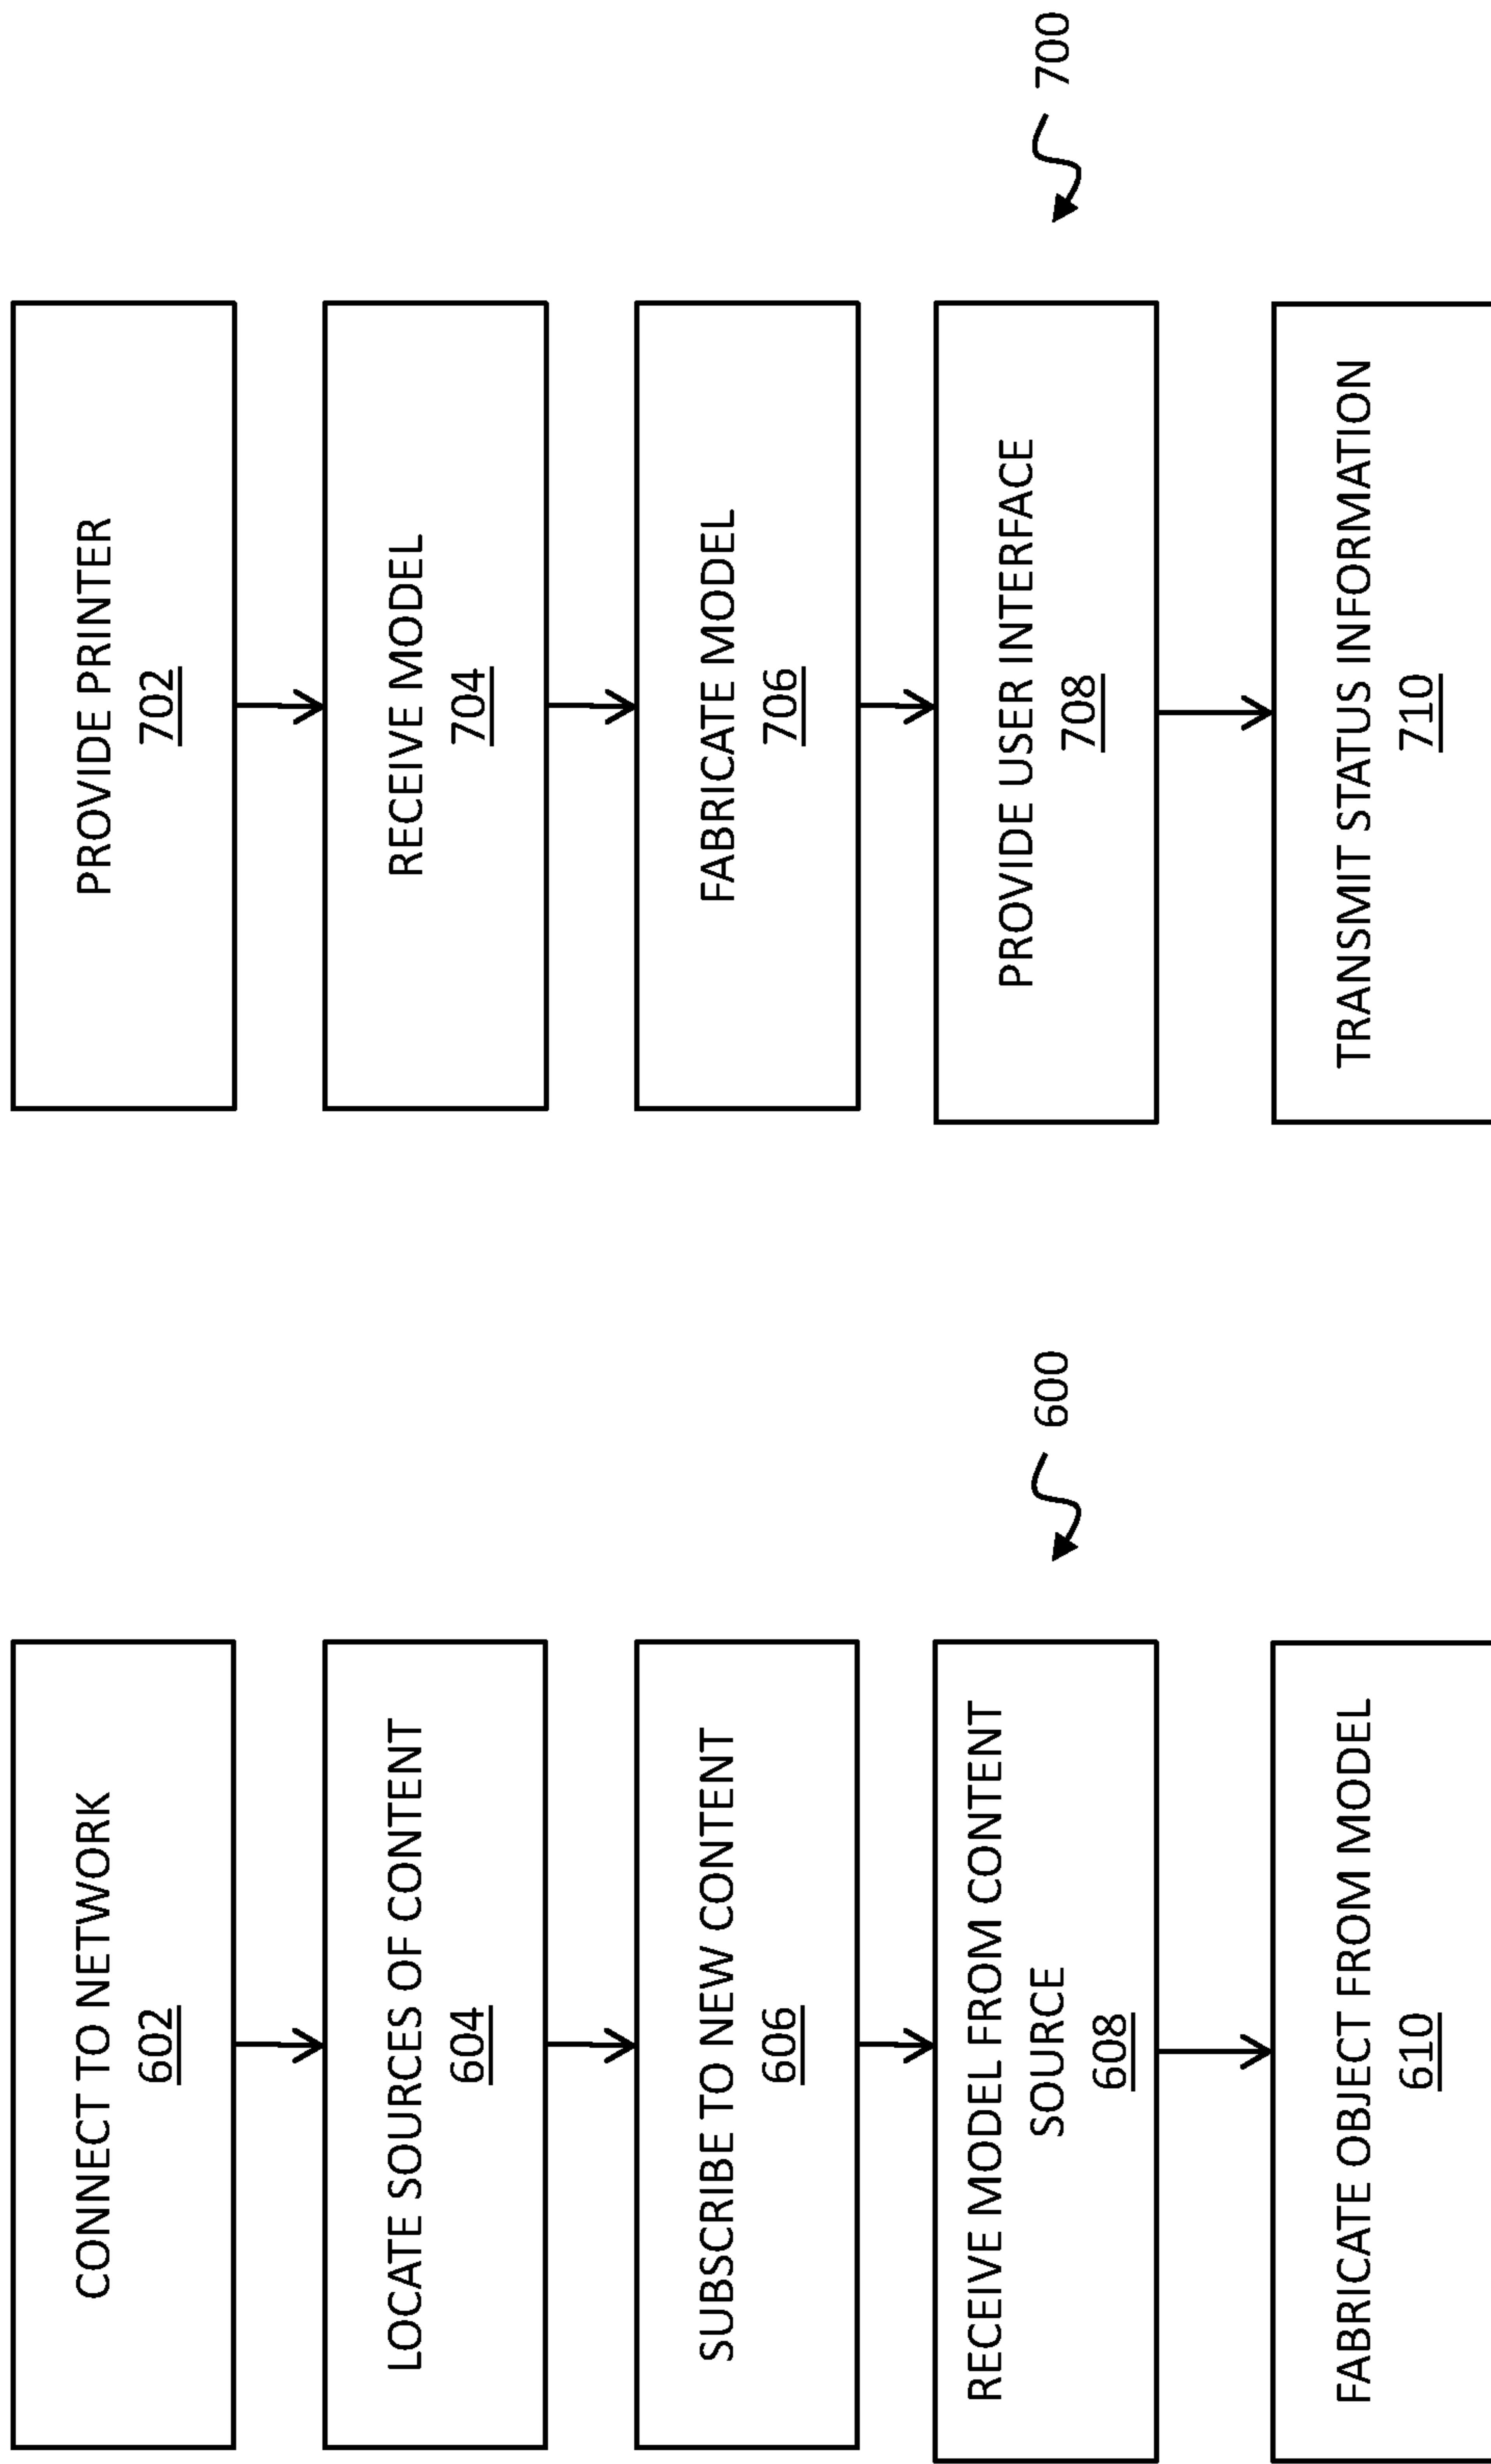 CONNECT TO NETWORK
602
LOCATE SOURCES OF CONTENT
604
SUBSCRIBE TO NEW CONTENT
606
RECEIVE MODEL FROM CONTENT
SOURCE
608
FABRICATE OBJECT FROM MODEL
610
600
PROVIDE PRINTER
702
RECEIVE MODEL
704
FABRICATE MODEL
706
PROVIDE USER INTERFACE
708
TRANSMIT STATUS INFORMATION
710
700